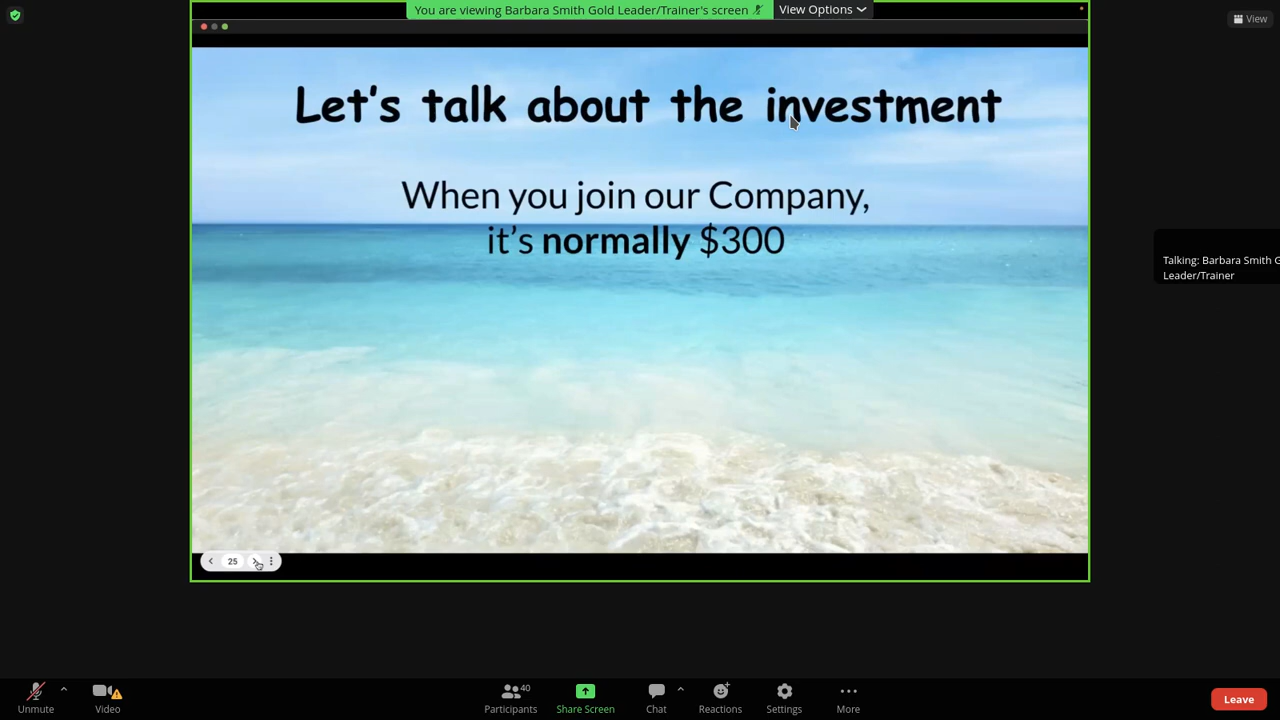 You are viewing Barbara Smith Gold Leader/Trainer's screen
View Options
View
Let's talk about the investment
When you join our Company,
it's normally $300
Talking: Barbara Smith G
Leader/Trainer
25
Unmute
Video
40
Participants
Share Screen
Chat
Reactions
Settings
More
Leave